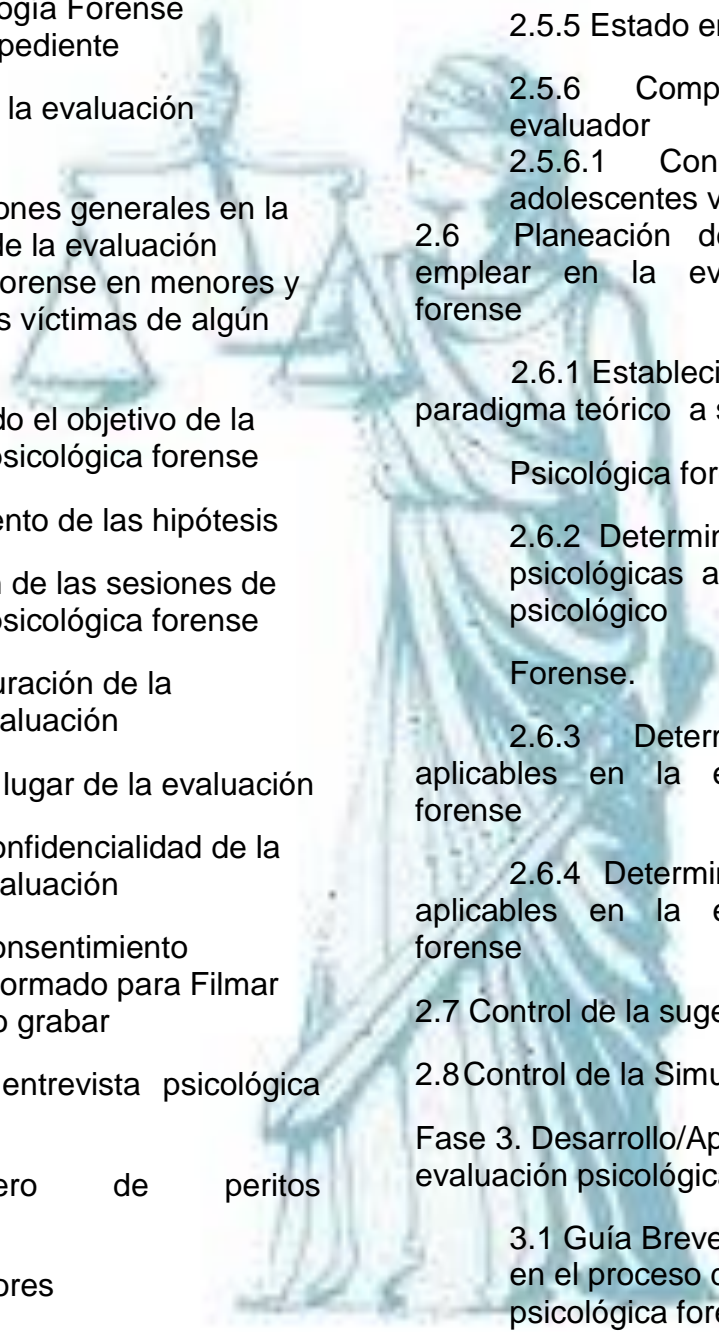 ogía Forense
pediente
la evaluación
ones generales en la
de la evaluación
orense en menores y
s víctimas de algún
do el objetivo de la
psicológica forense
ento de las hipótesis
n de las sesiones de
psicológica forense
uración de la
aluación
lugar de la evaluación
onfidencialidad de la
aluación
onsentimiento
ormado para Filmar
o grabar
entrevista psicológica
ero de peritos
ores
2.5.5 Estado e
2.5.6 Comp
evaluador
2.5.6.1 Con
adolescentes v
2.6 Planeación de
emplear en la ev
forense
2.6.1 Estableci
paradigma teórico a s
Psicológica for
2.6.2 Determin
psicológicas a
psicológico
Forense.
2.6.3 Deterr
aplicables en la e
forense
2.6.4 Determin
aplicables en la e
forense
2.7 Control de la suge
2.8 Control de la Simu
Fase 3. Desarrollo/Ap
evaluación psicológica
3.1 Guía Breve
en el proceso d
psicológica fore